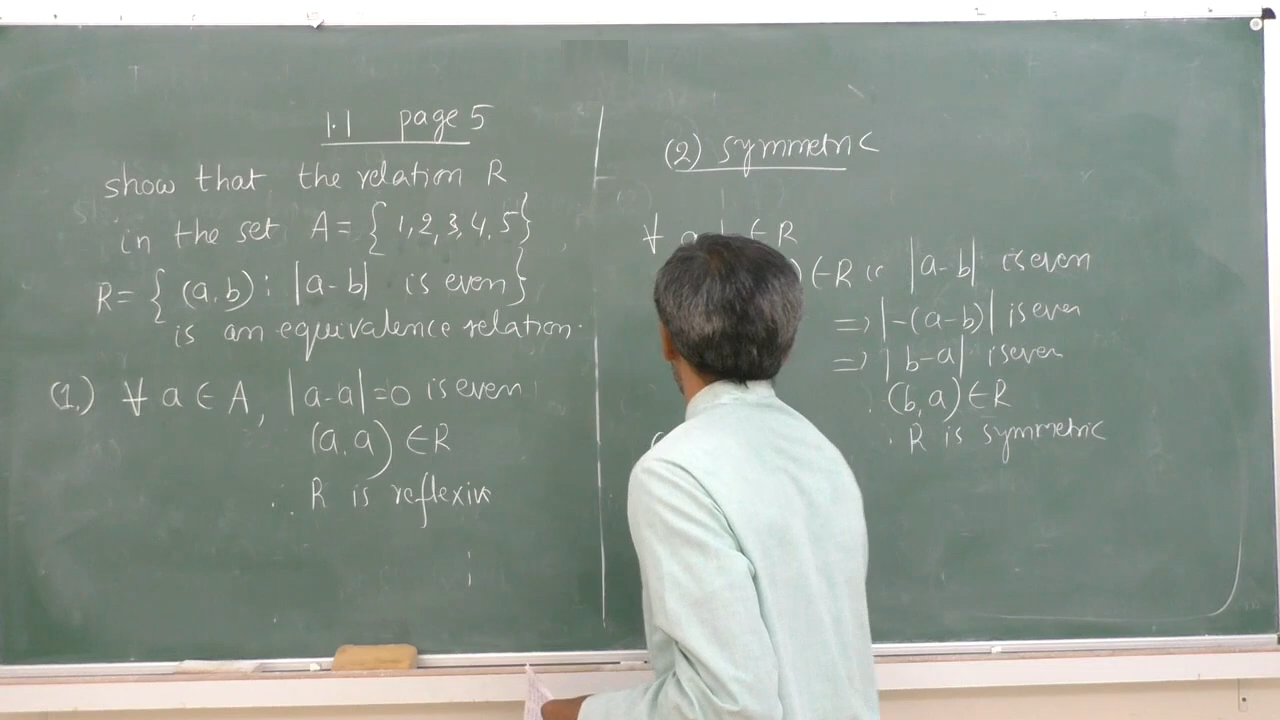 1.1 page 5
show that the relation R
in the set A = { 1, 2, 3, 4, 5 }
R = { (a, b) : |a-b| is even }
is an equivalence relation.
(1.) ∀ a ∈ A, |a-a| = 0 is even
(a, a) ∈ R
∴ R is reflexive
(2) symmetric
∀ a ∈ R
) ∈ R |a-b| is even
⇒ |-(a-b)| is even
⇒ |b-a| is even
(b, a) ∈ R
∴ R is symmetric